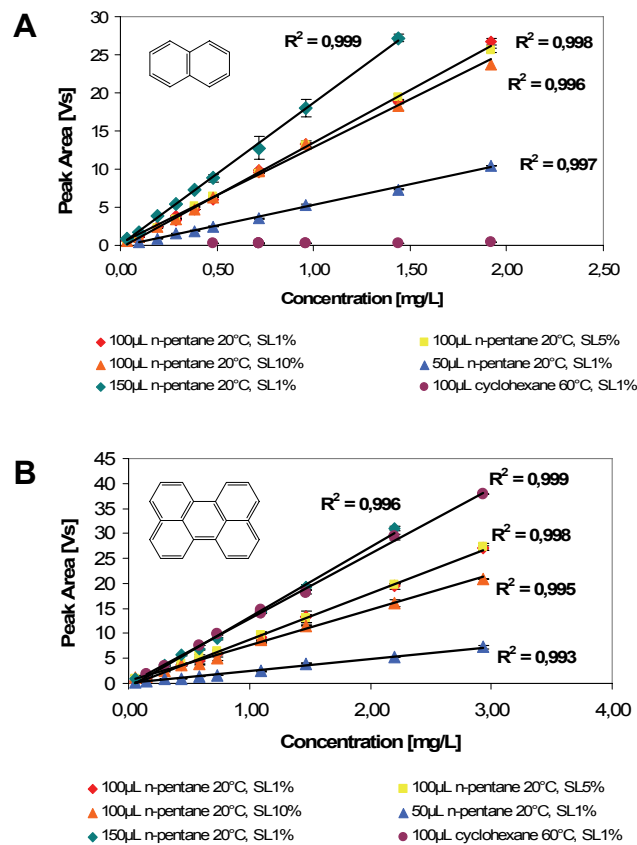 A
Peak Area [Vs]
30
25
20
15
10
5
0
R² = 0,999
R² = 0,998
R² = 0,996
R² = 0,997
0,00 0,50 1,00 1,50 2,00 2,50
Concentration [mg/L]
100µL n-pentane 20°C, SL1% 100µL n-pentane 20°C, SL5%
100µL n-pentane 20°C, SL10% 50µL n-pentane 20°C, SL1%
150µL n-pentane 20°C, SL1% 100µL cyclohexane 60°C, SL1%
B
Peak Area [Vs]
45
40
35
30
25
20
15
10
5
0
R² = 0,996
R² = 0,999
R² = 0,998
R² = 0,995
R² = 0,993
0,00 1,00 2,00 3,00 4,00
Concentration [mg/L]
100µL n-pentane 20°C, SL1% 100µL n-pentane 20°C, SL5%
100µL n-pentane 20°C, SL10% 50µL n-pentane 20°C, SL1%
150µL n-pentane 20°C, SL1% 100µL cyclohexane 60°C, SL1%